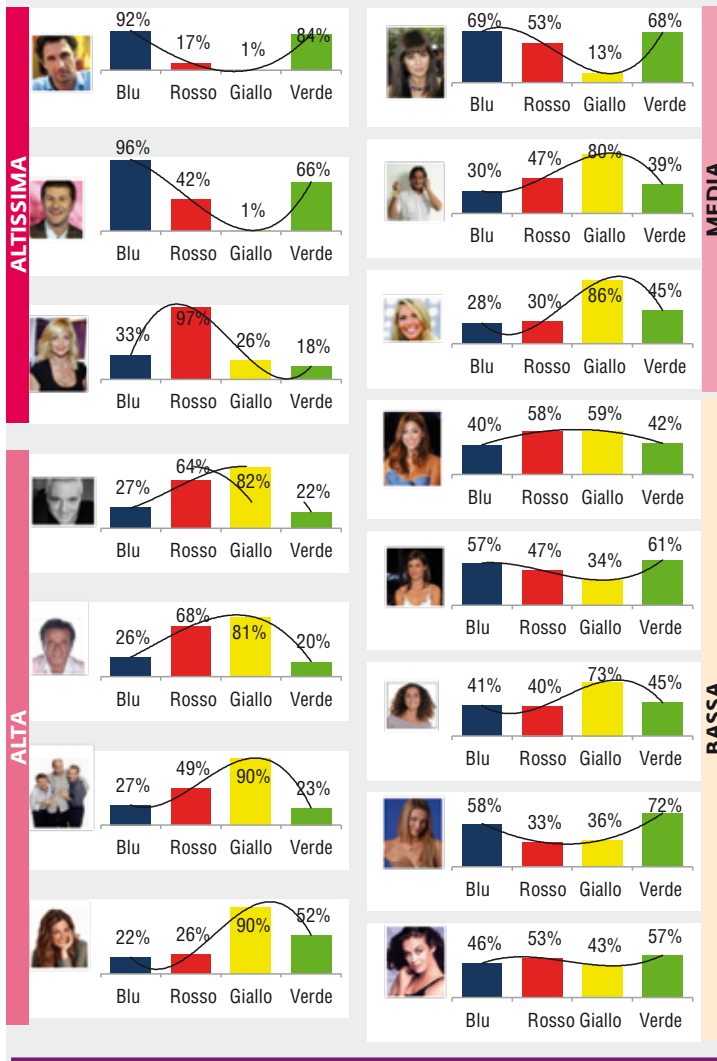 ALTISSIMA
92% 17% 1% 84%
Blu Rosso Giallo Verde
96% 42% 1% 66%
Blu Rosso Giallo Verde
33% 97% 26% 18%
Blu Rosso Giallo Verde
ALTA
27% 64% 82% 22%
Blu Rosso Giallo Verde
26% 68% 81% 20%
Blu Rosso Giallo Verde
27% 49% 90% 23%
Blu Rosso Giallo Verde
22% 26% 90% 52%
Blu Rosso Giallo Verde
MEDIA
69% 53% 13% 68%
Blu Rosso Giallo Verde
30% 47% 80% 39%
Blu Rosso Giallo Verde
28% 30% 86% 45%
Blu Rosso Giallo Verde
BASSA
40% 58% 59% 42%
Blu Rosso Giallo Verde
57% 47% 34% 61%
Blu Rosso Giallo Verde
41% 40% 73% 45%
Blu Rosso Giallo Verde
58% 33% 36% 72%
Blu Rosso Giallo Verde
46% 53% 43% 57%
Blu Rosso Giallo Verde